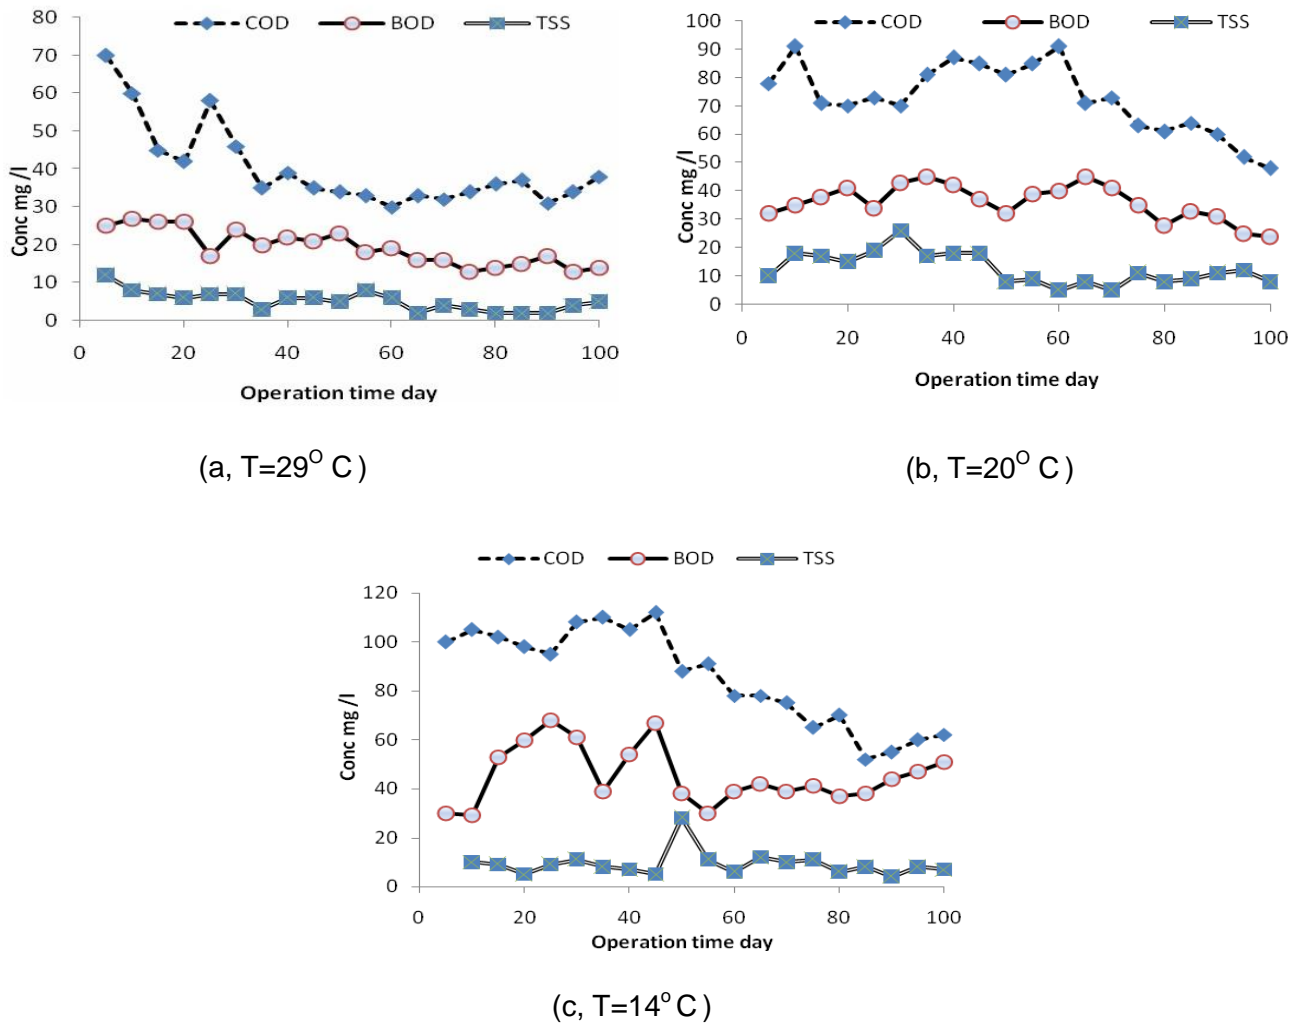 COD BOD TSS
80
70
60
50
40
30
20
10
0
Conc mg /l
0 20 40 60 80 100
Operation time day
(a, T=29O C)
COD BOD TSS
100
90
80
70
60
50
40
30
20
10
0
Conc mg /l
0 20 40 60 80 100
Operation time day
(b, T=20O C)
COD BOD TSS
120
100
80
60
40
20
0
Conc mg /l
0 20 40 60 80 100
Operation time day
(c, T=14o C)